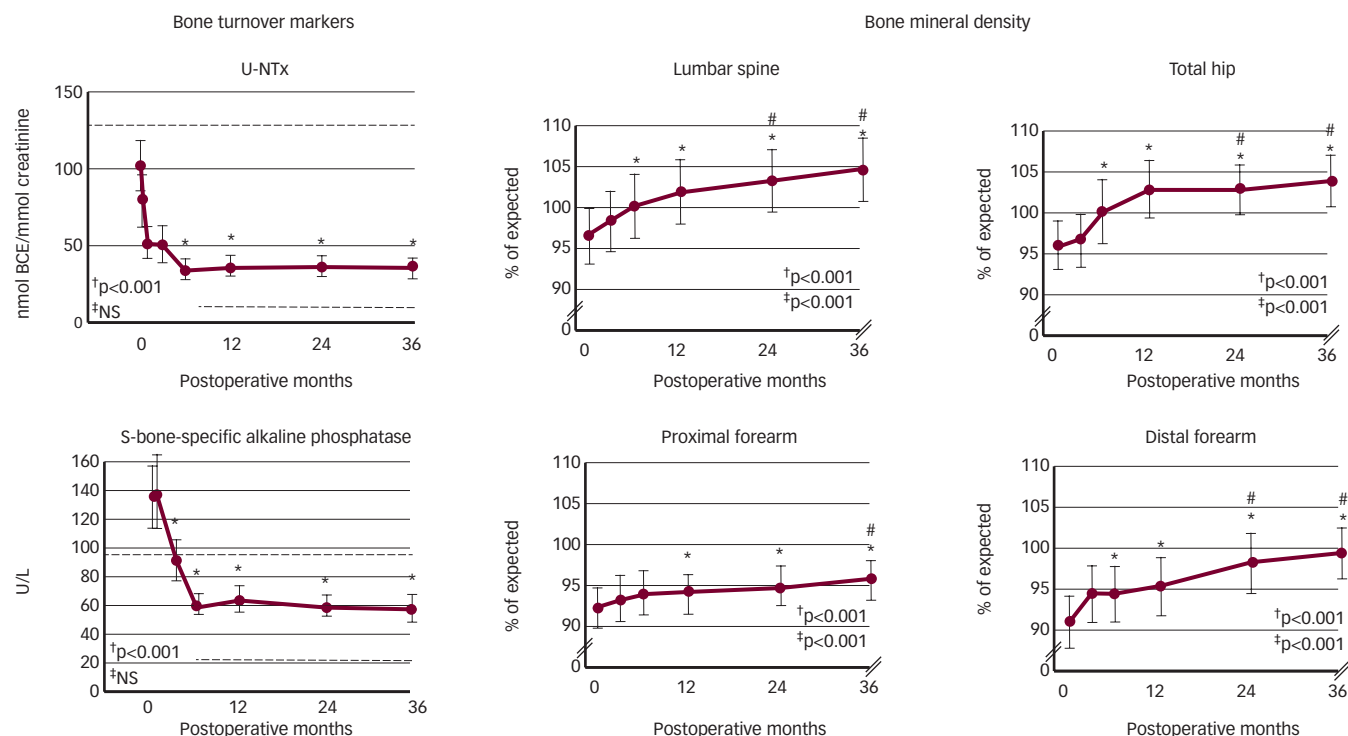 Bone turnover markers
Bone mineral density
U-NTx
nmol BCE/mmol creatinine
150
100
50
0
* * * *
†p<0.001
‡NS
0 12 24 36
Postoperative months
Lumbar spine
% of expected
110
105
100
95
90
0
# #
* * * *
†p<0.001
‡p<0.001
0 12 24 36
Postoperative months
Total hip
% of expected
110
105
100
95
90
0
# #
* * * *
†p<0.001
‡p<0.001
0 12 24 36
Postoperative months
S-bone-specific alkaline phosphatase
U/L
160
140
120
100
80
60
40
20
0
* * * * *
†p<0.001
‡NS
0 12 24 36
Postoperative months
Proximal forearm
% of expected
110
105
100
95
90
0
#
* * *
†p<0.001
‡p<0.001
0 12 24 36
Postoperative months
Distal forearm
% of expected
110
105
100
95
90
0
# #
* * * *
†p<0.001
‡p<0.001
0 12 24 36
Postoperative months